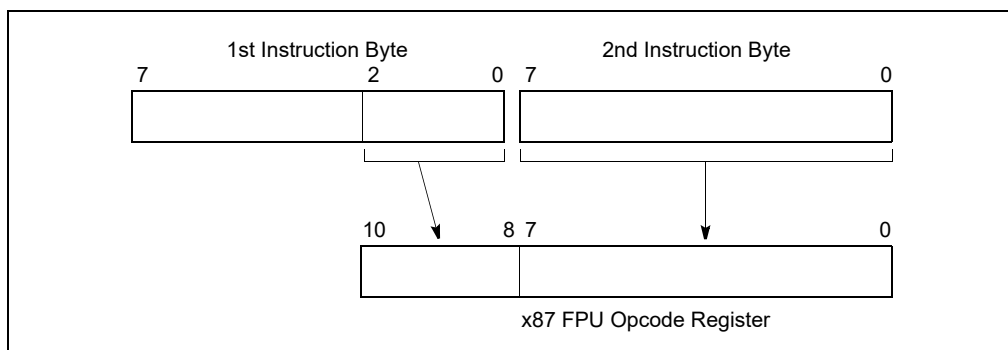 1st Instruction Byte 2nd Instruction Byte
7 2 0 7 0
10 8 7 0
x87 FPU Opcode Register